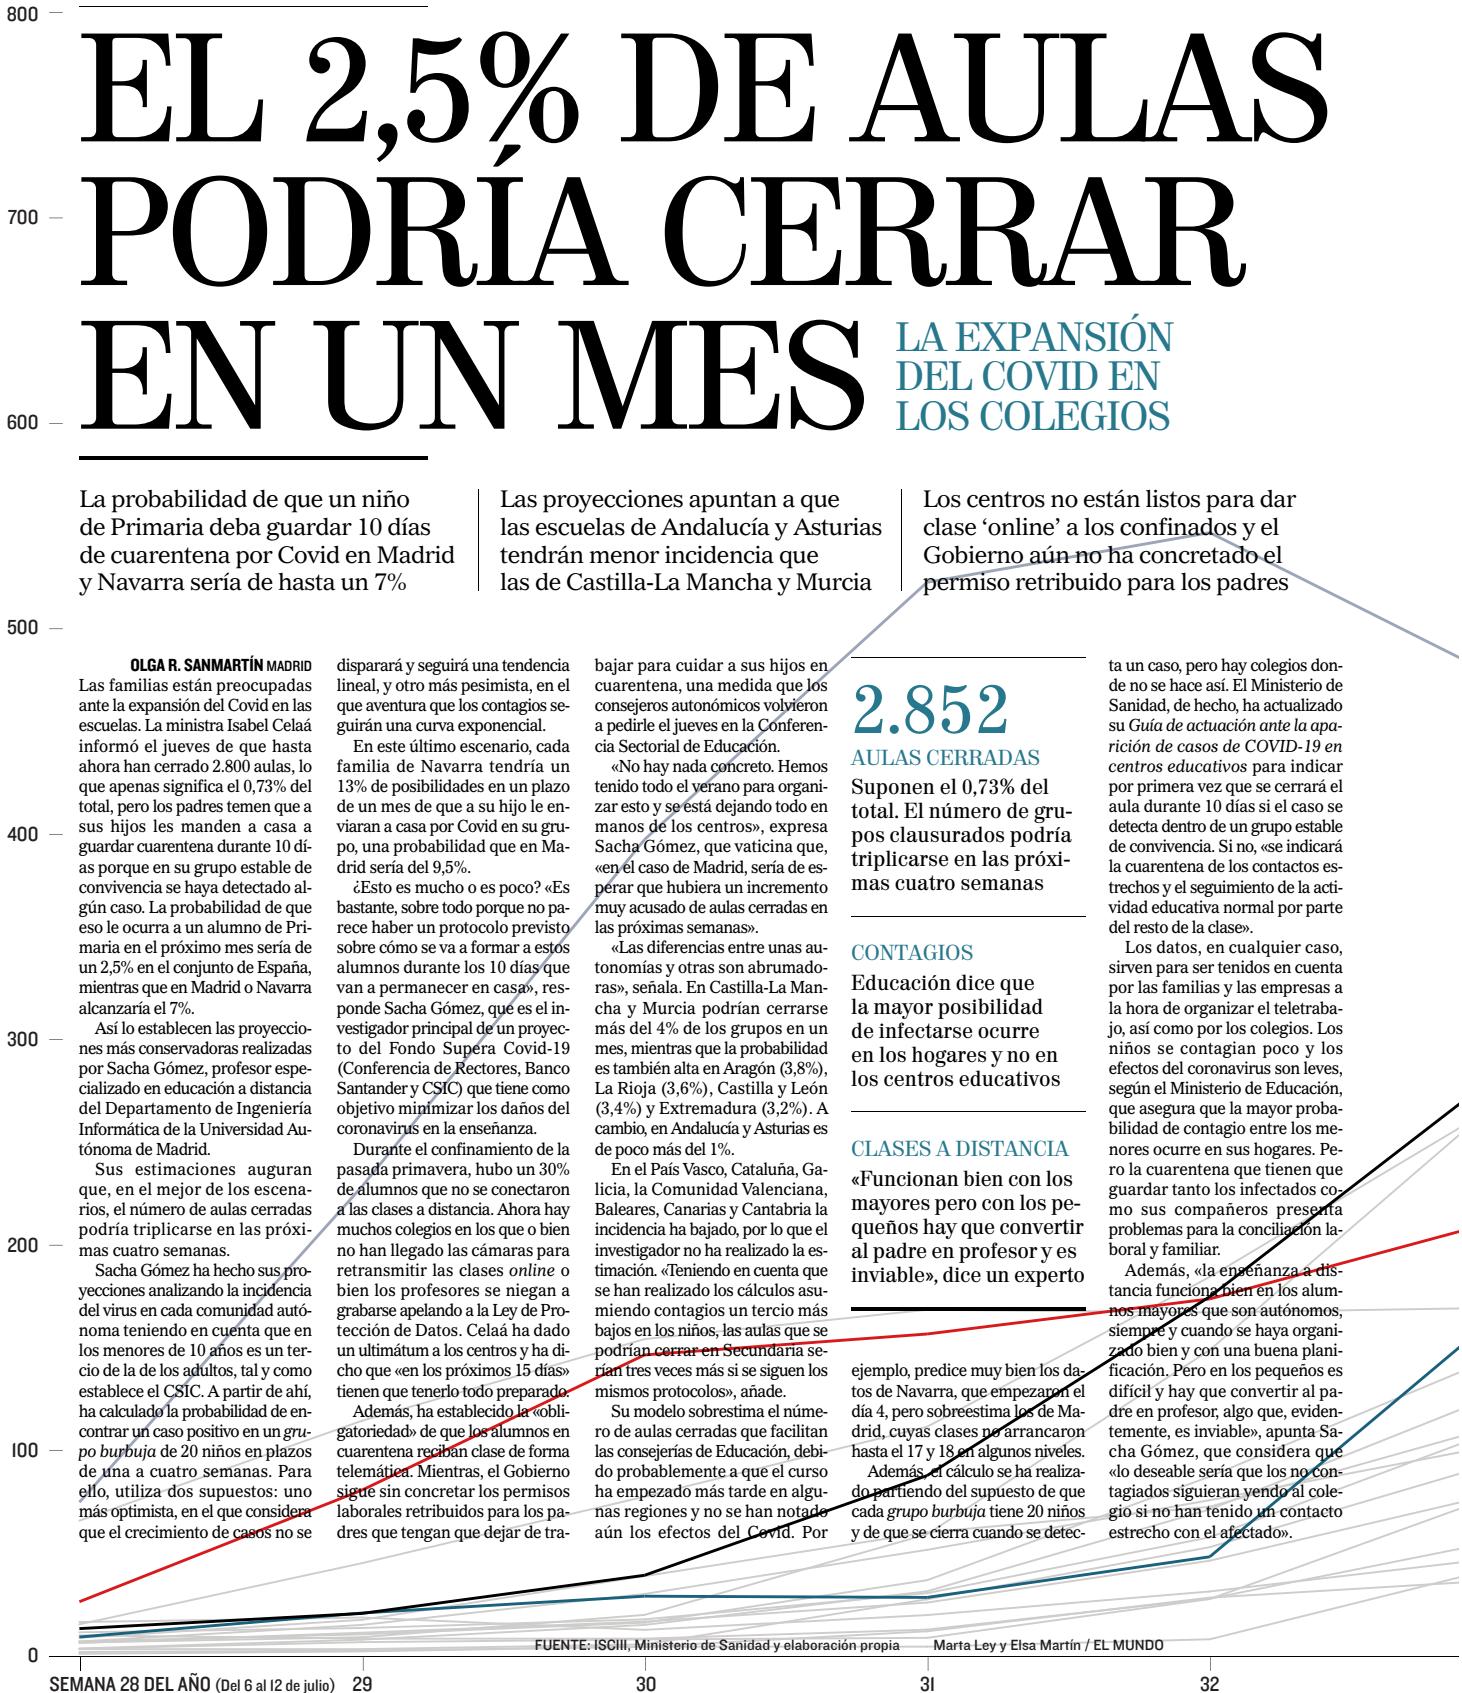 800
EL 2,5% DE AULAS
PODRÍA CERRAR
EN UN MES
LA EXPANSIÓN
DEL COVID EN
LOS COLEGIOS
700
600
La probabilidad de que un niño
de Primaria deba guardar 10 días
de cuarentena por Covid en Madrid
y Navarra sería de hasta un 7%
Las proyecciones apuntan a que
las escuelas de Andalucía y Asturias
tendrán menor incidencia que
las de Castilla-La Mancha y Murcia
Los centros no están listos para dar
clase ‘online’ a los confinados y el
Gobierno aún no ha concretado el
permiso retribuido para los padres
500
400
300
200
100
0
OLGA R. SANMARTÍN MADRID
Las familias están preocupadas
ante la expansión del Covid en las
escuelas. La ministra Isabel Celaá
informó el jueves de que hasta
ahora han cerrado 2.800 aulas, lo
que apenas significa el 0,73% del
total, pero los padres temen que a
sus hijos les manden a casa a
guardar cuarentena durante 10 dí-
as porque en su grupo estable de
convivencia se haya detectado al-
gún caso. La probabilidad de que
eso le ocurra a un alumno de Pri-
maria en el próximo mes sería de
un 2,5% en el conjunto de España,
mientras que en Madrid o Navarra
alcanzaría el 7%.
Así lo establecen las proyeccio-
nes más conservadoras realizadas
por Sacha Gómez, profesor espe-
cializado en educación a distancia
del Departamento de Ingeniería
Informática de la Universidad Au-
tónoma de Madrid.
Sus estimaciones auguran
que, en el mejor de los escena-
rios, el número de aulas cerradas
podría triplicarse en las próxi-
mas cuatro semanas.
Sacha Gómez ha hecho sus pro-
yecciones analizando la incidencia
del virus en cada comunidad autó-
noma teniendo en cuenta que en
los menores de 10 años es un ter-
cio de la de los adultos, tal y como
establece el CSIC. A partir de ahí,
ha calculado la probabilidad de en-
contrar un caso positivo en un gru-
po burbuja de 20 niños en plazos
de una a cuatro semanas. Para
ello, utiliza dos supuestos: uno
más optimista, en el que considera
que el crecimiento de casos no se
disparará y seguirá una tendencia
lineal, y otro más pesimista, en el
que aventura que los contagios se-
guirán una curva exponencial.
En este último escenario, cada
familia de Navarra tendría un
13% de posibilidades en un plazo
de un mes de que a su hijo le en-
viaran a casa por Covid en su gru-
po, una probabilidad que en Ma-
drid sería del 9,5%.
¿Esto es mucho o es poco? «Es
bastante, sobre todo porque no pa-
rece haber un protocolo previsto
sobre cómo se va a formar a estos
alumnos durante los 10 días que
van a permanecer en casa», res-
ponde Sacha Gómez, que es el in-
vestigador principal de un proyec-
to del Fondo Supera Covid-19
(Conferencia de Rectores, Banco
Santander y CSIC) que tiene como
objetivo minimizar los daños del
coronavirus en la enseñanza.
Durante el confinamiento de la
pasada primavera, hubo un 30%
de alumnos que no se conectaron
a las clases a distancia. Ahora hay
muchos colegios en los que o bien
no han llegado las cámaras para
retransmitir las clases online o
bien los profesores se niegan a
grabarse apelando a la Ley de Pro-
tección de Datos. Celaá ha dado
un ultimátum a los centros y ha di-
cho que «en los próximos 15 días»
tienen que tenerlo todo preparado.
Además, ha establecido la «obli-
gatoriedad» de que los alumnos en
cuarentena reciban clase de forma
telemática. Mientras, el Gobierno
sigue sin concretar los permisos
laborales retribuidos para los pa-
dres que tengan que dejar de tra-
bajar para cuidar a sus hijos en
cuarentena, una medida que los
consejeros autonómicos volvieron
a pedirle el jueves en la Conferen-
cia Sectorial de Educación.
«No hay nada concreto. Hemos
tenido todo el verano para organi-
zar esto y se está dejando todo en
manos de los centros», expresa
Sacha Gómez, que vaticina que,
«en el caso de Madrid, sería de es-
perar que hubiera un incremento
muy acusado de aulas cerradas en
las próximas semanas».
«Las diferencias entre unas au-
tonomías y otras son abrumado-
ras», señala. En Castilla-La Man-
cha y Murcia podrían cerrarse
más del 4% de los grupos en un
mes, mientras que la probabilidad
es también alta en Aragón (3,8%),
La Rioja (3,6%), Castilla y León
(3,4%) y Extremadura (3,2%). A
cambio, en Andalucía y Asturias es
de poco más del 1%.
En el País Vasco, Cataluña, Ga-
licia, la Comunidad Valenciana,
Baleares, Canarias y Cantabria la
incidencia ha bajado, por lo que el
investigador no ha realizado la es-
timación. «Teniendo en cuenta que
se han realizado los cálculos asu-
miendo contagios un tercio más
bajos en los niños, las aulas que se
podrían cerrar en Secundaria se-
rían tres veces más si se siguen los
mismos protocolos», añade.
Su modelo sobrestima el núme-
ro de aulas cerradas que facilitan
las consejerías de Educación, debi-
do probablemente a que el curso
ha empezado más tarde en algu-
nas regiones y no se han notado
aún los efectos del Covid. Por
2.852
AULAS CERRADAS
Suponen el 0,73% del
total. El número de gru-
pos clausurados podría
triplicarse en las próxi-
mas cuatro semanas
CONTAGIOS
Educación dice que
la mayor posibilidad
de infectarse ocurre
en los hogares y no en
los centros educativos
CLASES A DISTANCIA
«Funcionan bien con los
mayores pero con los pe-
queños hay que convertir
al padre en profesor y es
inviable», dice un experto
ejemplo, predice muy bien los da-
tos de Navarra, que empezaron el
día 4, pero sobreestima los de Ma-
drid, cuyas clases no arrancaron
hasta el 17 y 18 en algunos niveles.
Además, el cálculo se ha realiza-
do partiendo del supuesto de que
cada grupo burbuja tiene 20 niños
y de que se cierra cuando se detec-
ta un caso, pero hay colegios don-
de no se hace así. El Ministerio de
Sanidad, de hecho, ha actualizado
su Guía de actuación ante la apa-
rición de casos de COVID-19 en
centros educativos para indicar
por primera vez que se cerrará el
aula durante 10 días si el caso se
detecta dentro de un grupo estable
de convivencia. Si no, «se indicará
la cuarentena de los contactos es-
trechos y el seguimiento de la acti-
vidad educativa normal por parte
del resto de la clase».
Los datos, en cualquier caso,
sirven para ser tenidos en cuenta
por las familias y las empresas a
la hora de organizar el teletraba-
jo, así como por los colegios. Los
niños se contagian poco y los
efectos del coronavirus son leves,
según el Ministerio de Educación,
que asegura que la mayor proba-
bilidad de contagio entre los me-
nores ocurre en sus hogares. Pe-
ro la cuarentena que tienen que
guardar tanto los infectados co-
mo sus compañeros presenta
problemas para la conciliación la-
boral y familiar.
Además, «la enseñanza a dis-
tancia funciona bien en los alum-
nos mayores que son autónomos,
siempre y cuando se haya organi-
zado bien y con una buena plani-
ficación. Pero en los pequeños es
difícil y hay que convertir al pa-
dre en profesor, algo que, eviden-
temente, es inviable», apunta Sa-
cha Gómez, que considera que
«lo deseable sería que los no con-
tagiados siguieran yendo al cole-
gio si no han tenido un contacto
estrecho con el afectado».
FUENTE: ISCIII, Ministerio de Sanidad y elaboración propia
Marta Ley y Elsa Martín / EL MUNDO
SEMANA 28 DEL AÑO (Del 6 al 12 de julio)
29
30
31
32